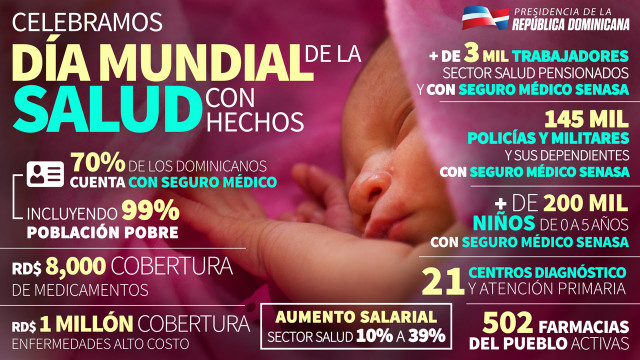 CELEBRAMOS
DÍA MUNDIAL DE LA
SALUD CON
HECHOS
70% DE LOS DOMINICANOS
CUENTA CON SEGURO MÉDICO
INCLUYENDO 99%
POBLACIÓN POBRE
RD$ 8,000 COBERTURA
DE MEDICAMENTOS
RD$ 1 MILLÓN COBERTURA
ENFERMEDADES ALTO COSTO
AUMENTO SALARIAL
SECTOR SALUD 10% A 39%
PRESIDENCIA DE LA
REPÚBLICA DOMINICANA
+ DE 3 MIL TRABAJADORES
SECTOR SALUD PENSIONADOS
Y CON SEGURO MÉDICO SENASA
145 MIL
POLICÍAS Y MILITARES
Y SUS DEPENDIENTES
CON SEGURO MÉDICO SENASA
+ DE 200 MIL
NIÑOS DE 0 A 5 AÑOS
CON SEGURO MÉDICO SENASA
21 CENTROS DIAGNÓSTICO
Y ATENCIÓN PRIMARIA
502 FARMACIAS
DEL PUEBLO ACTIVAS